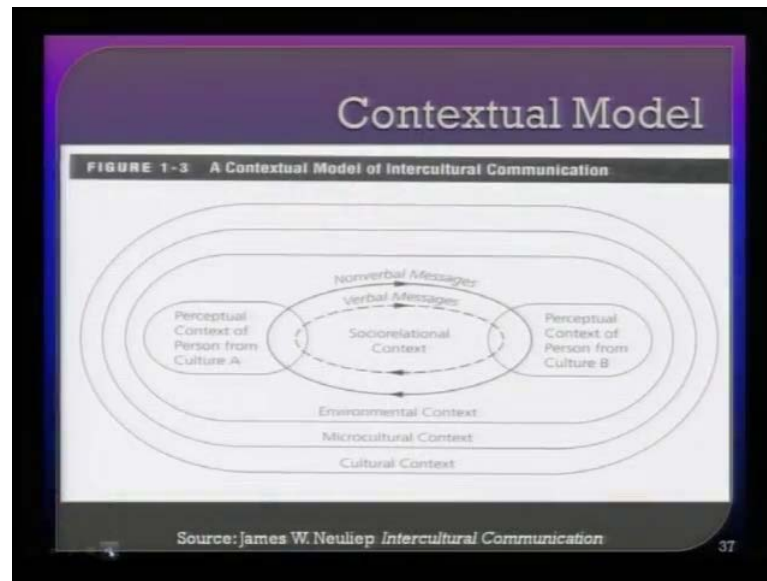 Contextual Model
FIGURE 1-3 A Contextual Model of Intercultural Communication
Nonverbal Messages
Verbal Messages
Perceptual
Context of
Person from
Culture A
Sociorelational
Context
Perceptual
Context of
Person from
Culture B
Environmental Context
Microcultural Context
Cultural Context
Source: James W. Neuliep Intercultural Communication
37